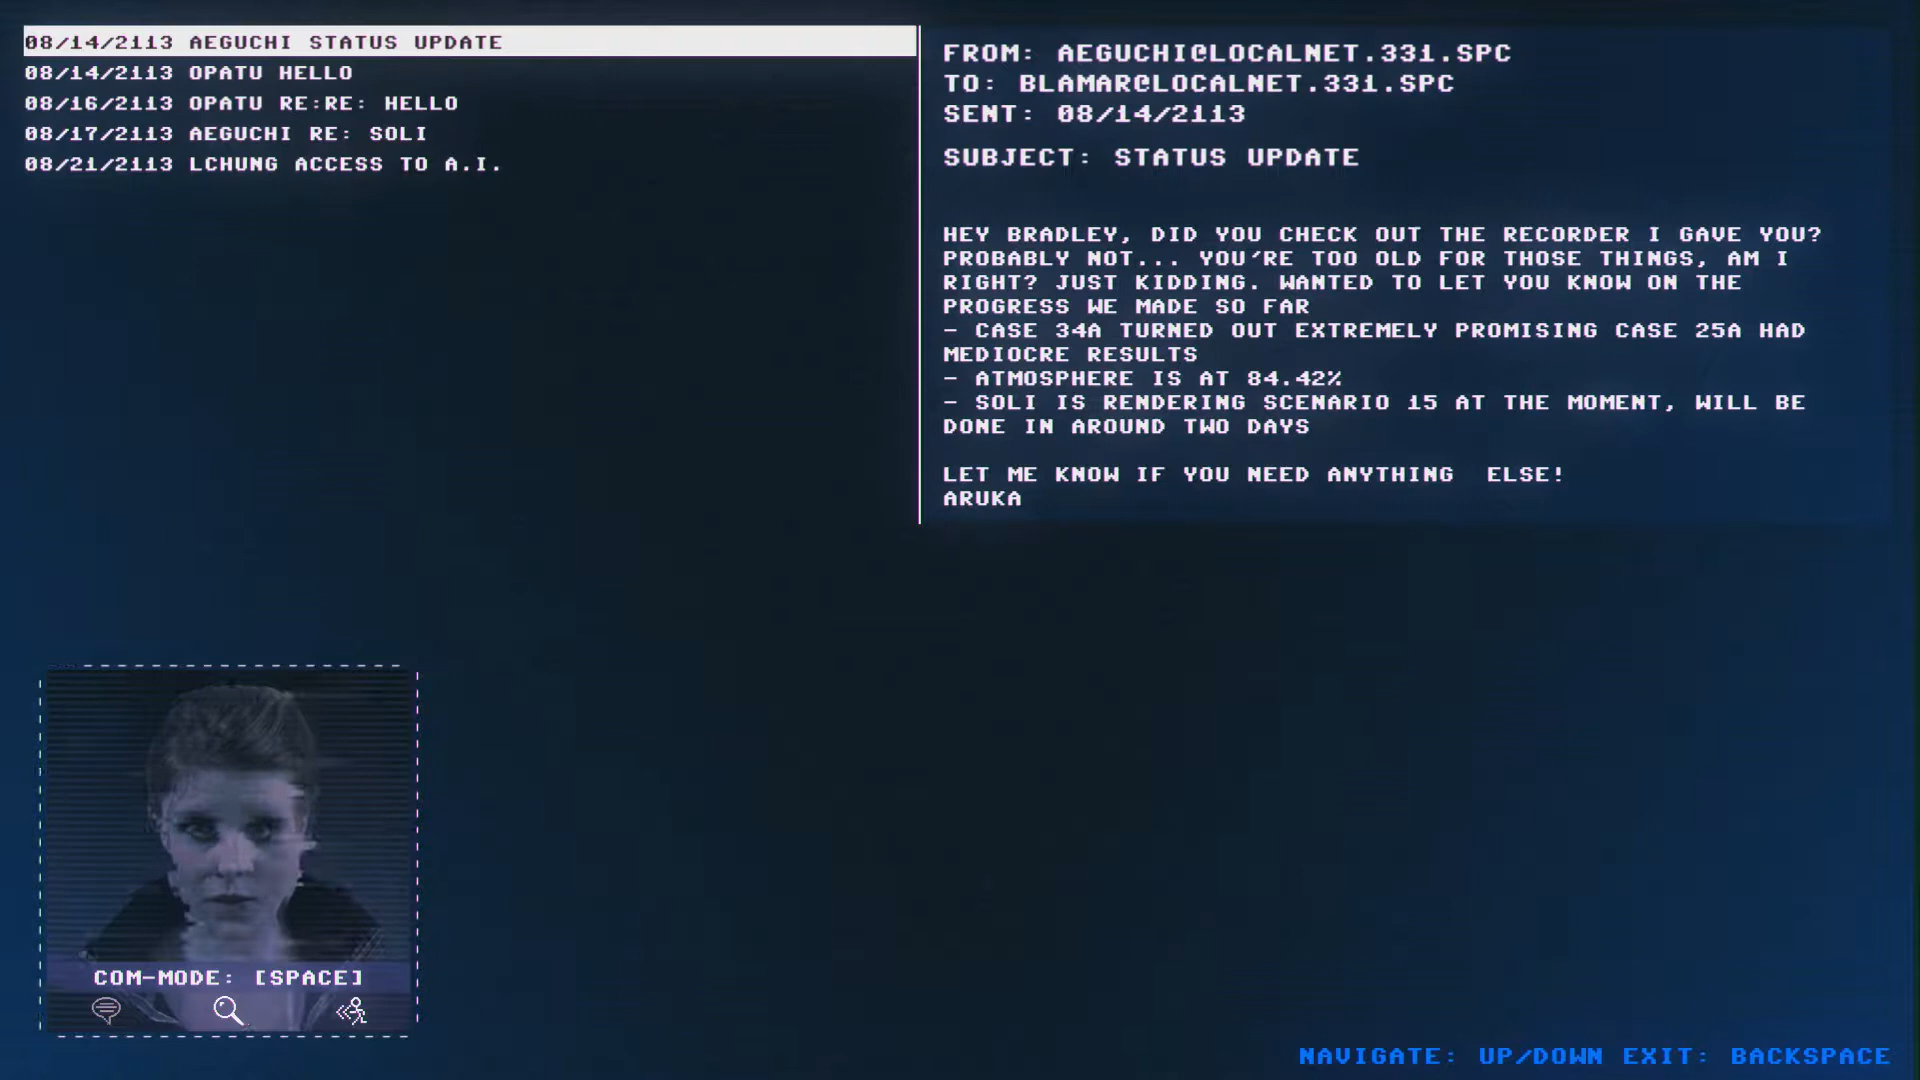 08/14/2113 AEGUCHI STATUS UPDATE
08/14/2113 OPATU HELLO
08/16/2113 OPATU RE:RE: HELLO
08/17/2113 AEGUCHI RE: SOLI
08/21/2113 LCHUNG ACCESS TO A.I.
FROM: AEGUCHI@LOCALNET.331.SPC
TO: BLAMAR@LOCALNET.331.SPC
SENT: 08/14/2113
SUBJECT: STATUS UPDATE
HEY BRADLEY, DID YOU CHECK OUT THE RECORDER I GAVE YOU?
PROBABLY NOT... YOU'RE TOO OLD FOR THOSE THINGS, AM I
RIGHT? JUST KIDDING. WANTED TO LET YOU KNOW ON THE
PROGRESS WE MADE SO FAR
- CASE 34A TURNED OUT EXTREMELY PROMISING CASE 25A HAD
MEDIOCRE RESULTS
- ATMOSPHERE IS AT 84.42%
- SOLI IS RENDERING SCENARIO 15 AT THE MOMENT, WILL BE
DONE IN AROUND TWO DAYS
LET ME KNOW IF YOU NEED ANYTHING  ELSE!
ARUKA
COM-MODE: [SPACE]
NAVIGATE: UP/DOWN EXIT: BACKSPACE